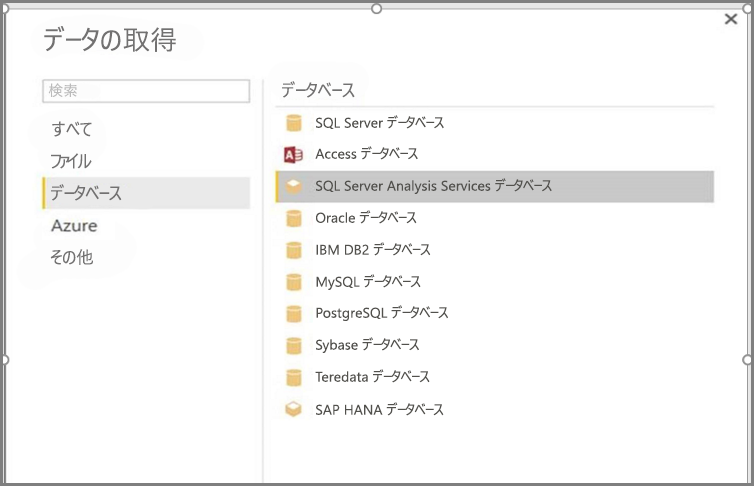 データの取得
検索
すべて
ファイル
データベース
Azure
その他
データベース
SQL Server データベース
Access データベース
SQL Server Analysis Services データベース
Oracle データベース
IBM DB2 データベース
MySQL データベース
PostgreSQL データベース
Sybase データベース
Teredata データベース
SAP HANA データベース